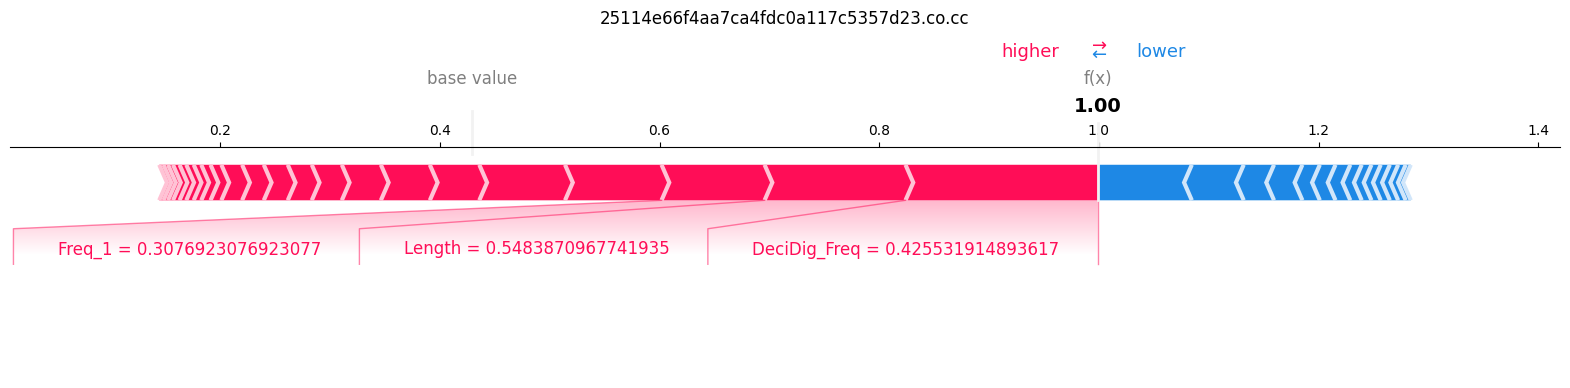 25114e66f4aa7ca4fdc0a117c5357d23.co.cc
higher → ← lower
base value f(x)
1.00
0.2 0.4 0.6 0.8 1.0 1.2 1.4
Freq_1 = 0.3076923076923077 Length = 0.5483870967741935 DeciDig_Freq = 0.425531914893617